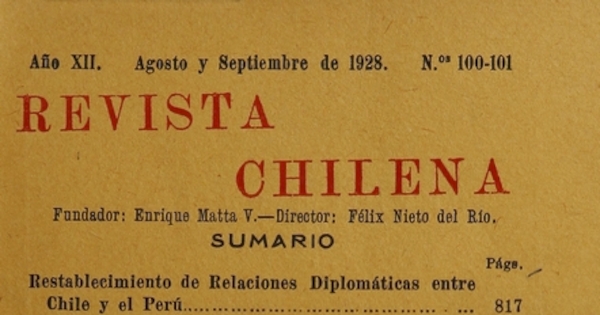 Año XII. Agosto y Septiembre de 1928. N.os 100-101
REVISTA
CHILENA
Fundador: Enrique Matta V.—Director: Félix Nieto del Río.
SUMARIO
Págs.
Restablecimiento de Relaciones Diplomáticas entre
Chile y el Perú........................................ 817